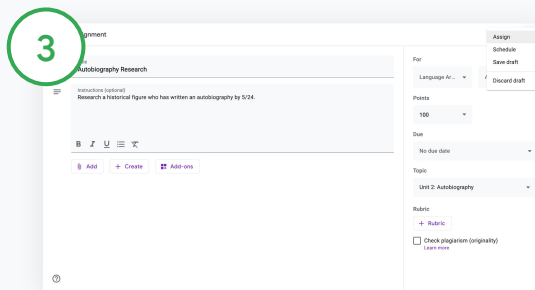 3
Assign
Schedule
Save draft
Discard draft
Autobiography Research
Instructions (optional)
Research a historical figure who has written an autobiography by 5/24.
B I U
Add
+ Create
Add-ons
For
Language Ar...
Points
100
Due
No due date
Topic
Unit 2: Autobiography
Rubric
+ Rubric
Check plagiarism (originality)
Learn more